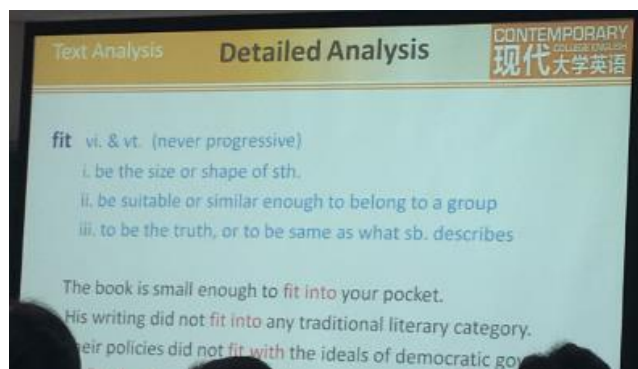 Text Analysis
Detailed Analysis
CONTEMPORARY
COLLEGE ENGLISH
现代大学英语
fit vi. & vt. (never progressive)
i. be the size or shape of sth.
ii. be suitable or similar enough to belong to a group
iii. to be the truth, or to be same as what sb. describes
The book is small enough to fit into your pocket.
His writing did not fit into any traditional literary category.
policies did not fit with the ideals of democratic